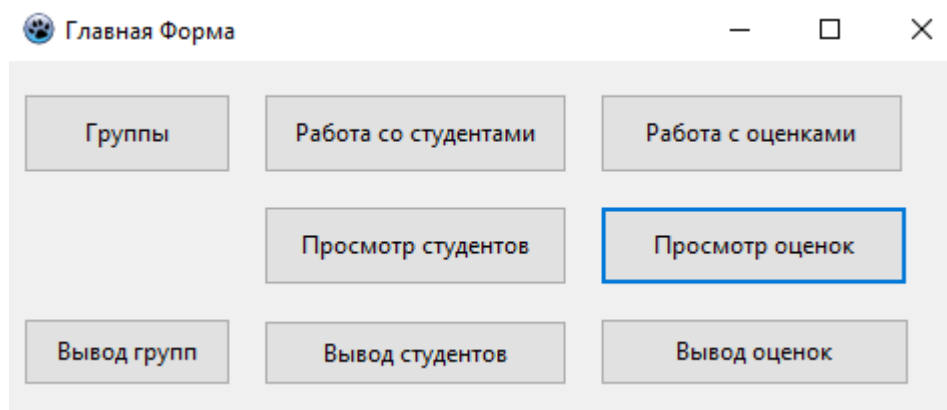 Главная Форма
Группы
Работа со студентами
Работа с оценками
Просмотр студентов
Просмотр оценок
Вывод групп
Вывод студентов
Вывод оценок